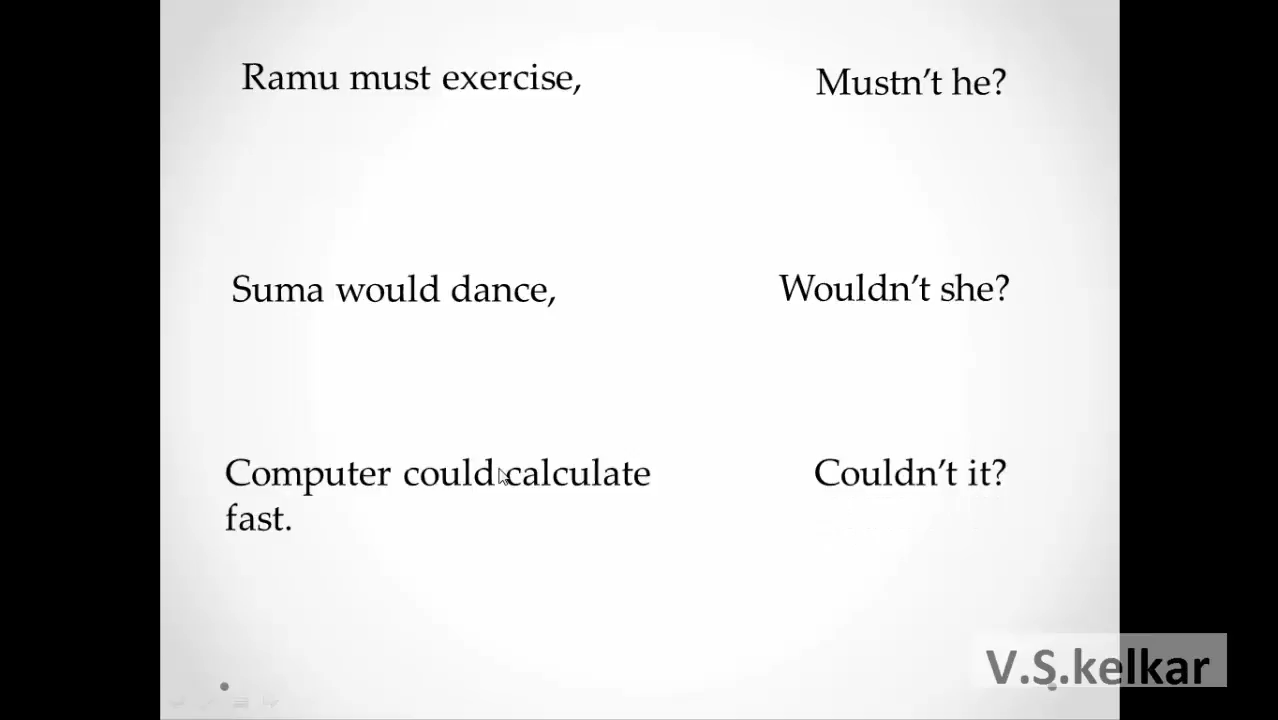 Ramu must exercise,
Mustn't he?
Suma would dance,
Wouldn't she?
Computer could calculate
fast.
Couldn't it?
V.S.kelkar